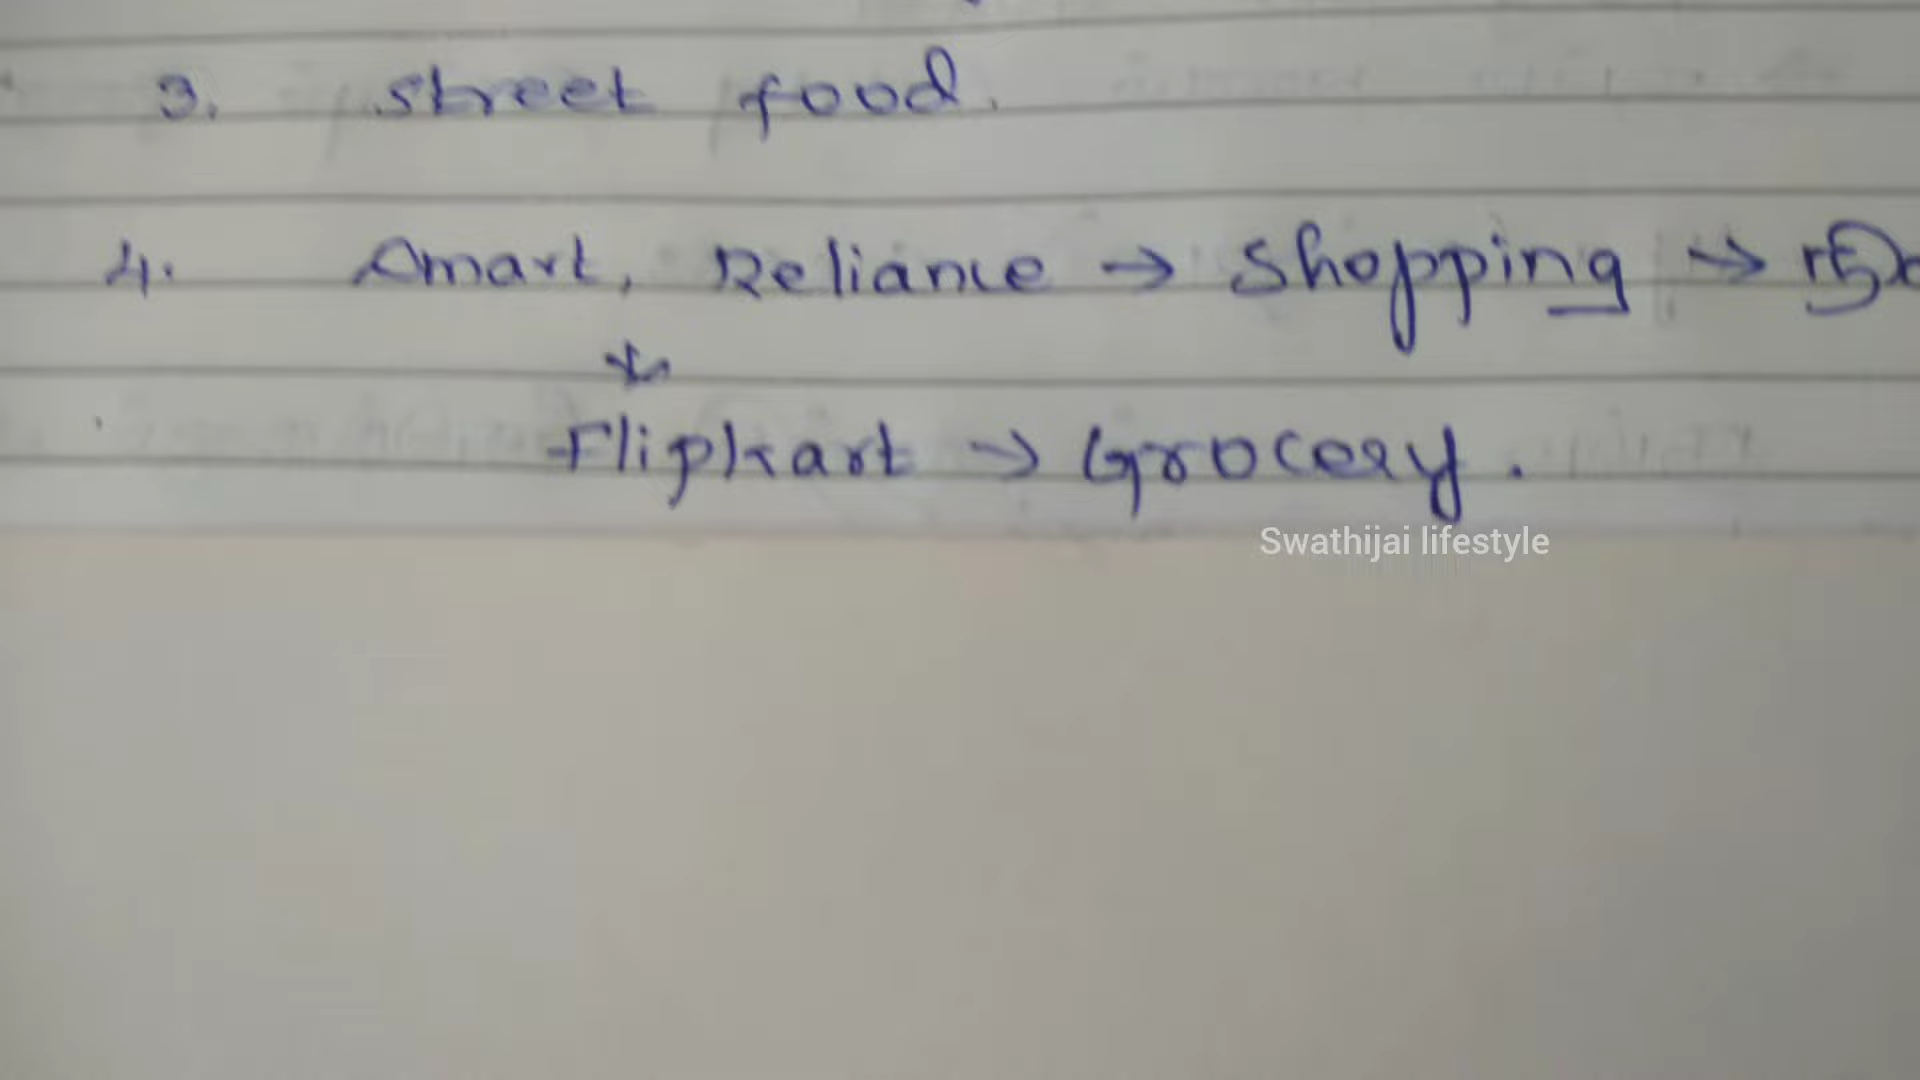 3. street food.
4. Dmart, Reliance → Shopping →
Flipkart → Grocery.
Swathijai lifestyle